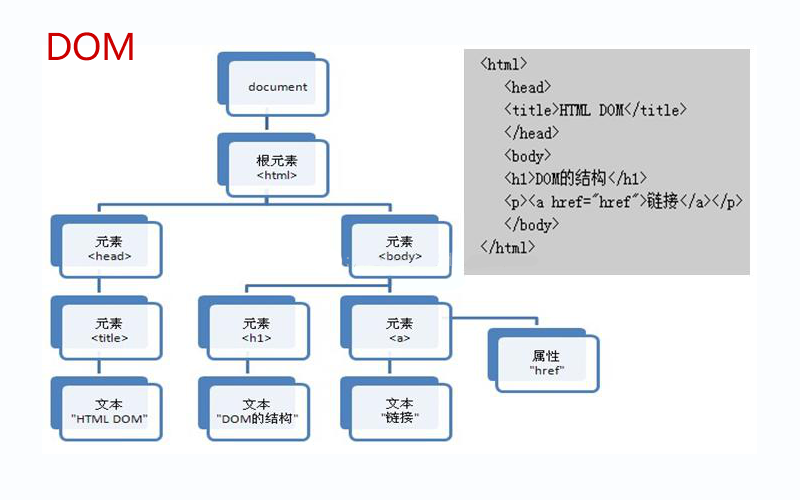 DOM
document
根元素
<html>
元素
<head>
元素
<body>
元素
<title>
元素
<h1>
元素
<a>
属性
"href"
文本
"HTML DOM"
文本
"DOM的结构"
文本
"链接"
<html>
<head>
<title>HTML DOM</title>
</head>
<body>
<h1>DOM的结构</h1>
<p><a href="href">链接</a></p>
</body>
</html>